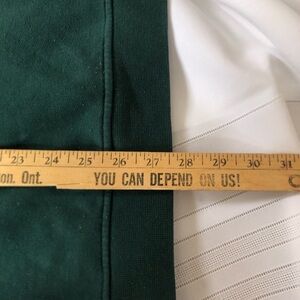 23 24 25 26 27 28 29 30 31
on. Ont. YOU CAN DEPEND ON US!